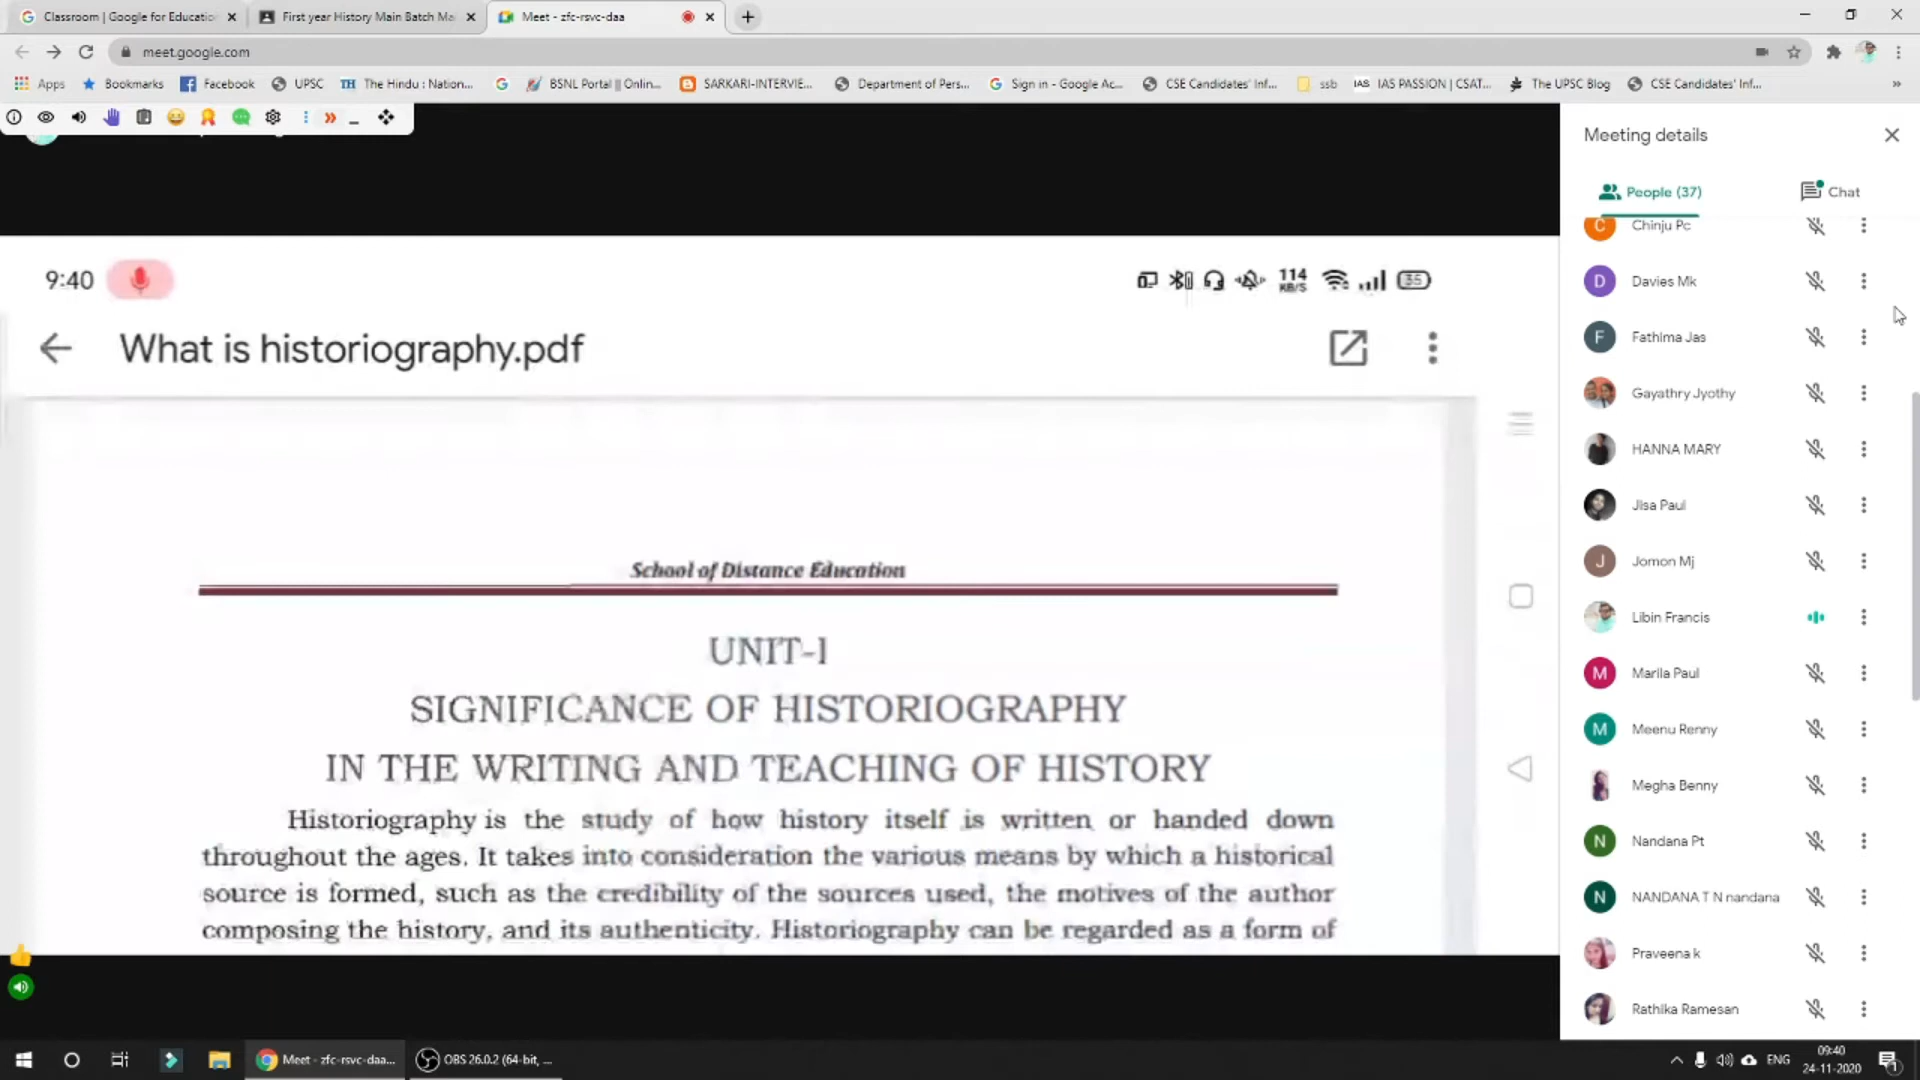 Classroom | Google for Educatio
First year History Main Batch Ma
Meet - zfc-rsvc-daa
meet.google.com
Apps
Bookmarks
Facebook
UPSC
TH
The Hindu : Nation...
BSNL Portal || Onlin...
SARKARI-INTERVIE...
Department of Pers...
Sign in - Google Ac...
CSE Candidates' Inf...
ssb
IAS
IAS PASSION | CSAT...
The UPSC Blog
CSE Candidates' Inf...
Meeting details
People (37)
Chat
9:40
114
KB/S
35
What is historiography.pdf
School of Distance Education
UNIT-1
SIGNIFICANCE OF HISTORIOGRAPHY
IN THE WRITING AND TEACHING OF HISTORY
Historiography is the study of how history itself is written or handed down
throughout the ages. It takes into consideration the various means by which a historical
source is formed, such as the credibility of the sources used, the motives of the author
composing the history, and its authenticity. Historiography can be regarded as a form of
C
Chinju Pc
D
Davies Mk
F
Fathima Jas
Gayathry Jyothy
HANNA MARY
Jisa Paul
J
Jomon Mj
Libin Francis
M
Marila Paul
M
Meenu Renny
Megha Benny
N
Nandana Pt
N
NANDANA T N nandana
Praveena k
Rathika Ramesan
Meet - zfc-rsvc-daa...
OBS 26.0.2 (64-bit, ...
ENG
09:40
24-11-2020
1